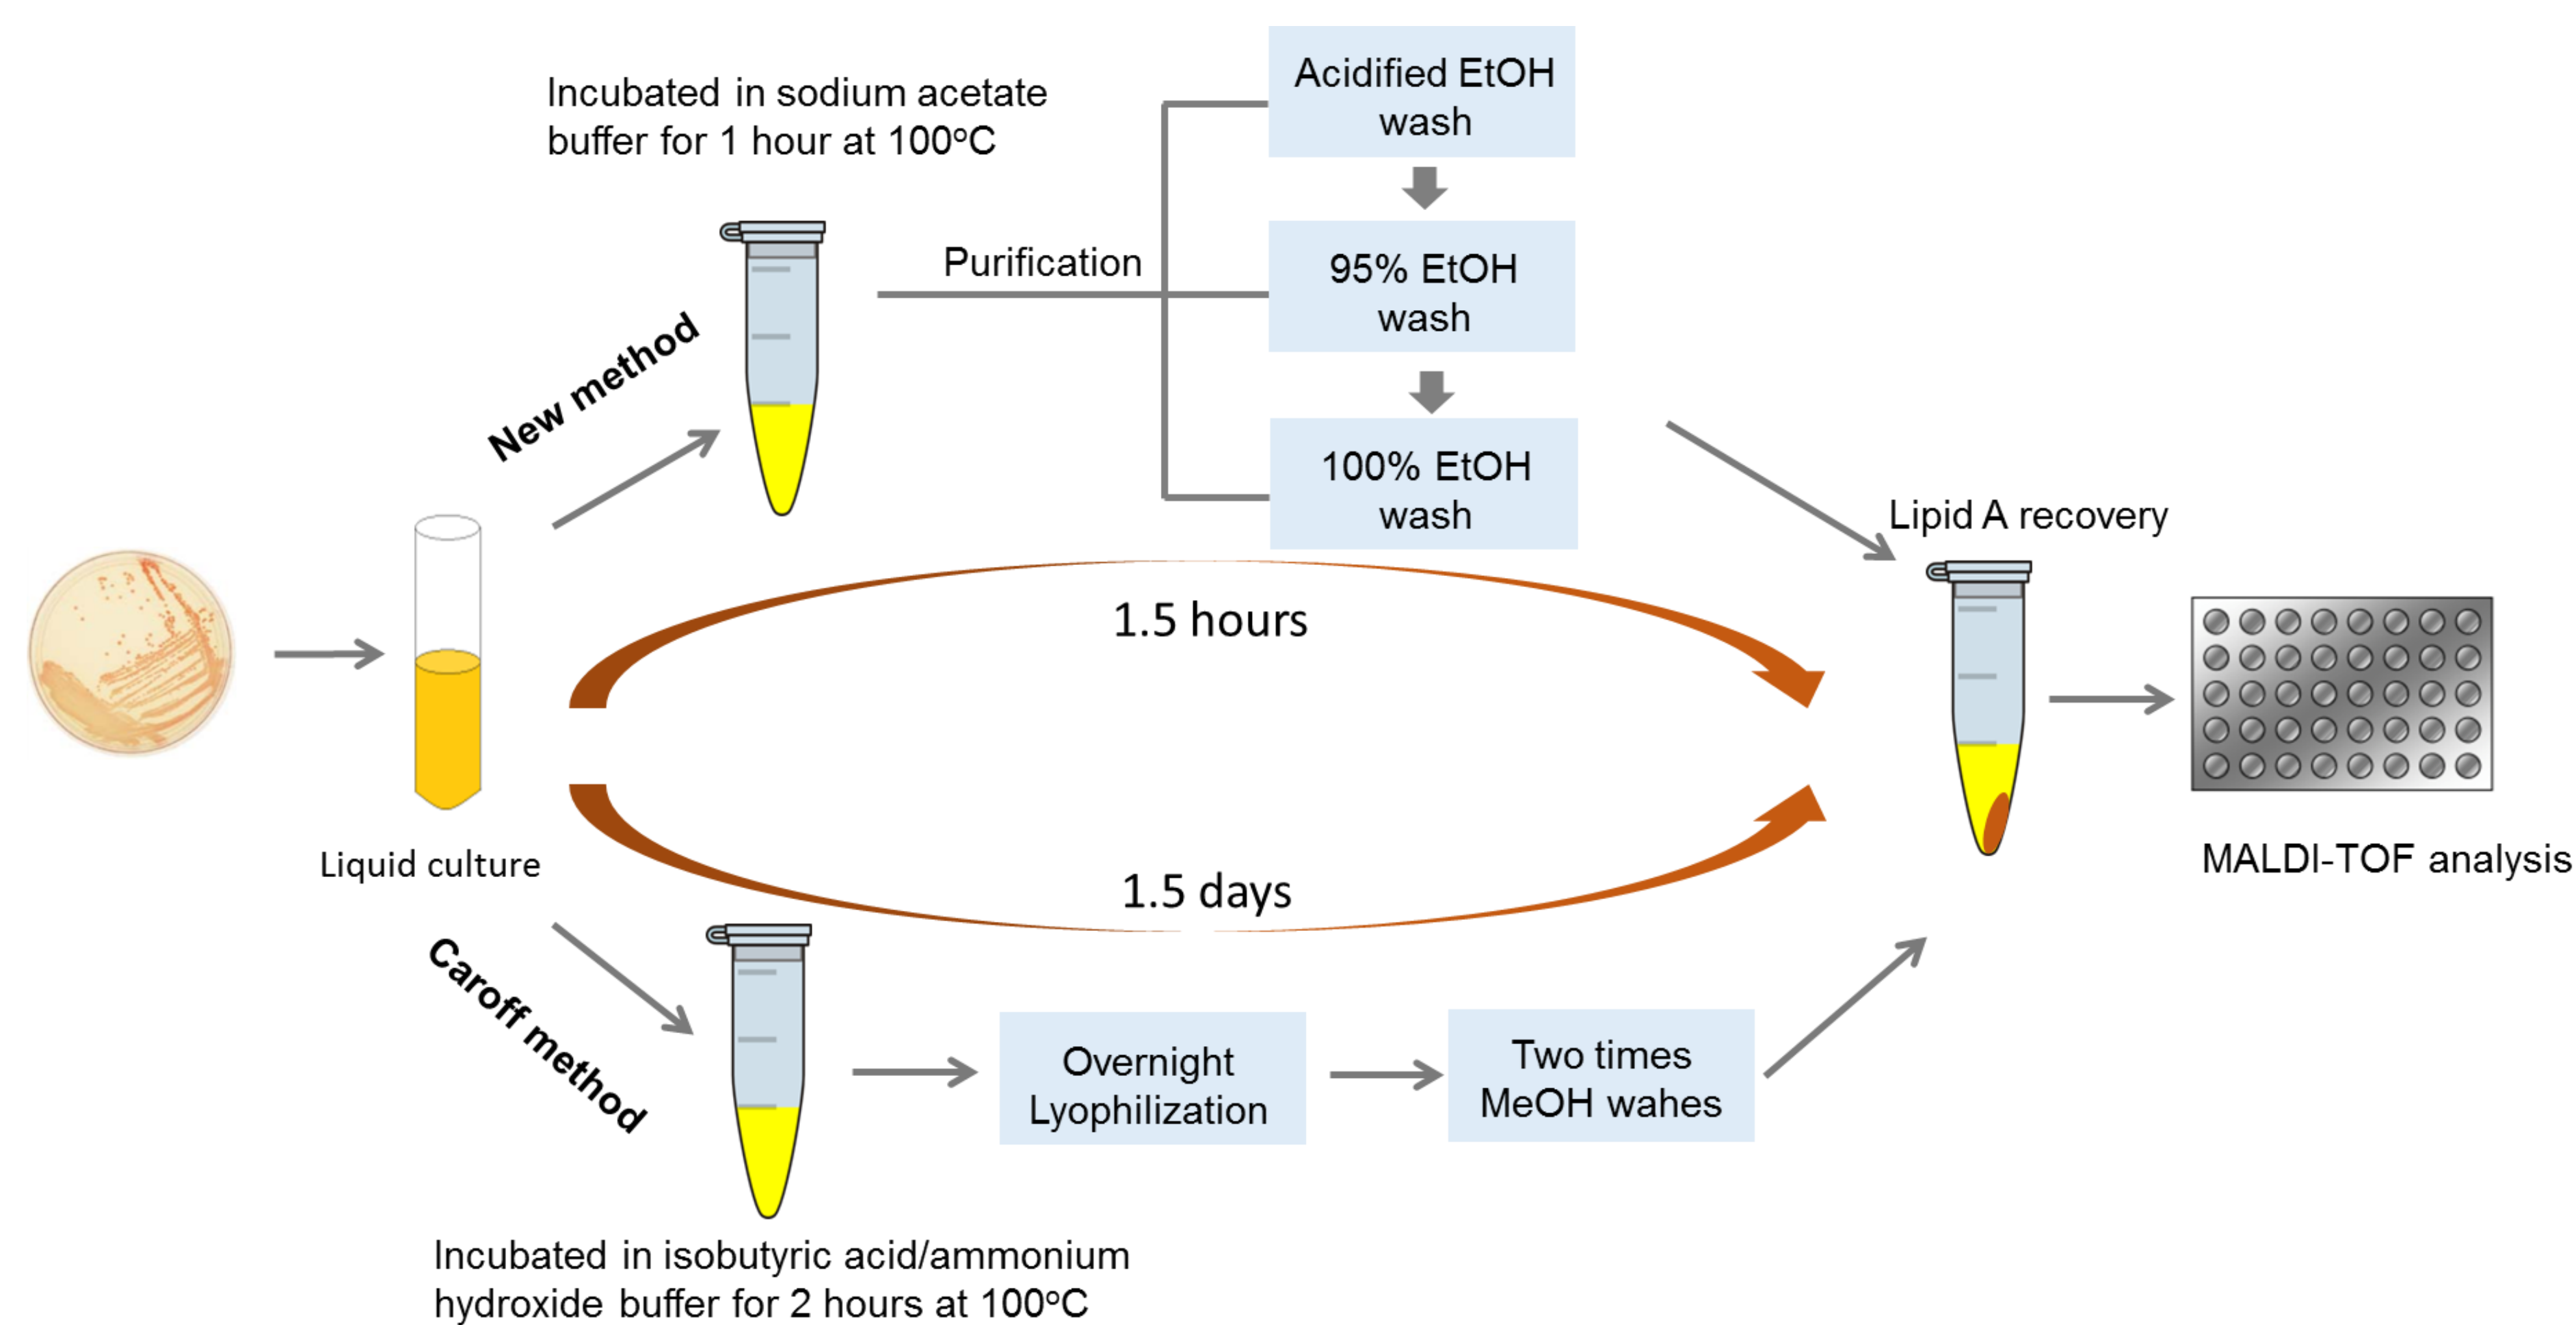 Incubated in sodium acetate
buffer for 1 hour at 100ºC
New method
Purification
Acidified EtOH
wash
95% EtOH
wash
100% EtOH
wash
Lipid A recovery
1.5 hours
Liquid culture
1.5 days
MALDI-TOF analysis
Caroff method
Overnight
Lyophilization
Two times
MeOH wahes
Incubated in isobutyric acid/ammonium
hydroxide buffer for 2 hours at 100ºC